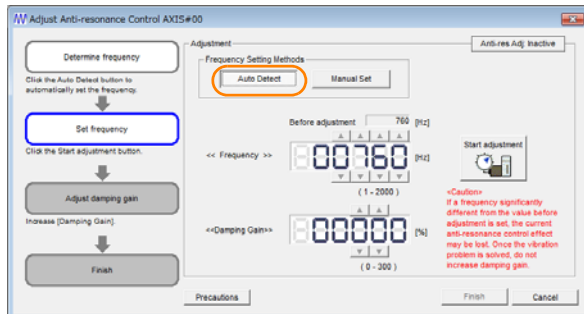 Adjust Anti-resonance Control AXIS#00
Determine frequency
Click the Auto Detect button to
automatically set the frequency.
Set frequency
Click the Start adjustment button.
Adjust damping gain
Increase [Damping Gain].
Finish
Adjustment
Anti-res Adj: Inactive
Frequency Setting Methods
Auto Detect
Manual Set
Before adjustment 760 [Hz]
<< Frequency >> 00760 [Hz]
(1 - 2000)
<<Damping Gain>> 00000 [%]
(0 - 300)
Start adjustment
<Caution>
If a frequency significantly
different from the value before
adjustment is set, the current
anti-resonance control effect
may be lost. Once the vibration
problem is solved, do not
increase damping gain.
Precautions
Finish
Cancel